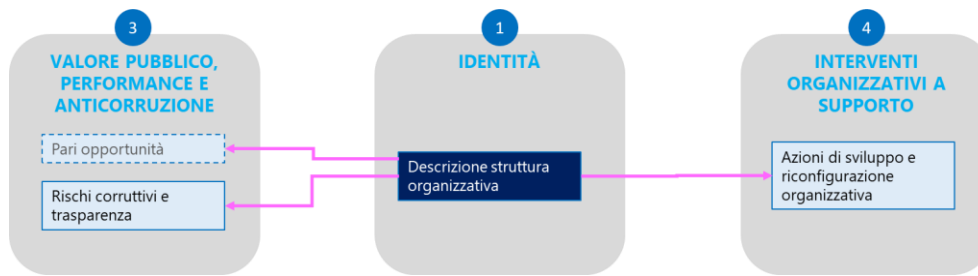 3
VALORE PUBBLICO,
PERFORMANCE E
ANTICORRUZIONE
Pari opportunità
Rischi corruttivi e
trasparenza
1
IDENTITÀ
Descrizione struttura
organizzativa
4
INTERVENTI
ORGANIZZATIVI A
SUPPORTO
Azioni di sviluppo e
riconfigurazione
organizzativa